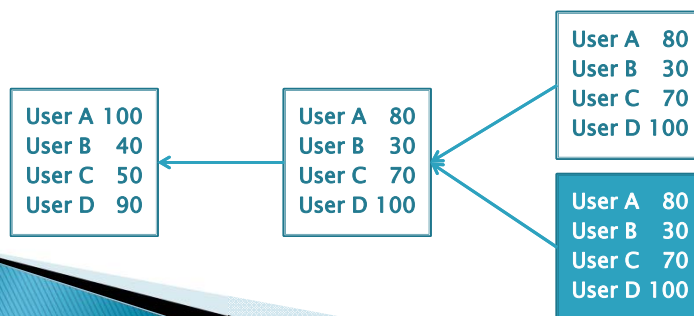 User A 100
User B 40
User C 50
User D 90
User A 80
User B 30
User C 70
User D 100
User A 80
User B 30
User C 70
User D 100
User A 80
User B 30
User C 70
User D 100